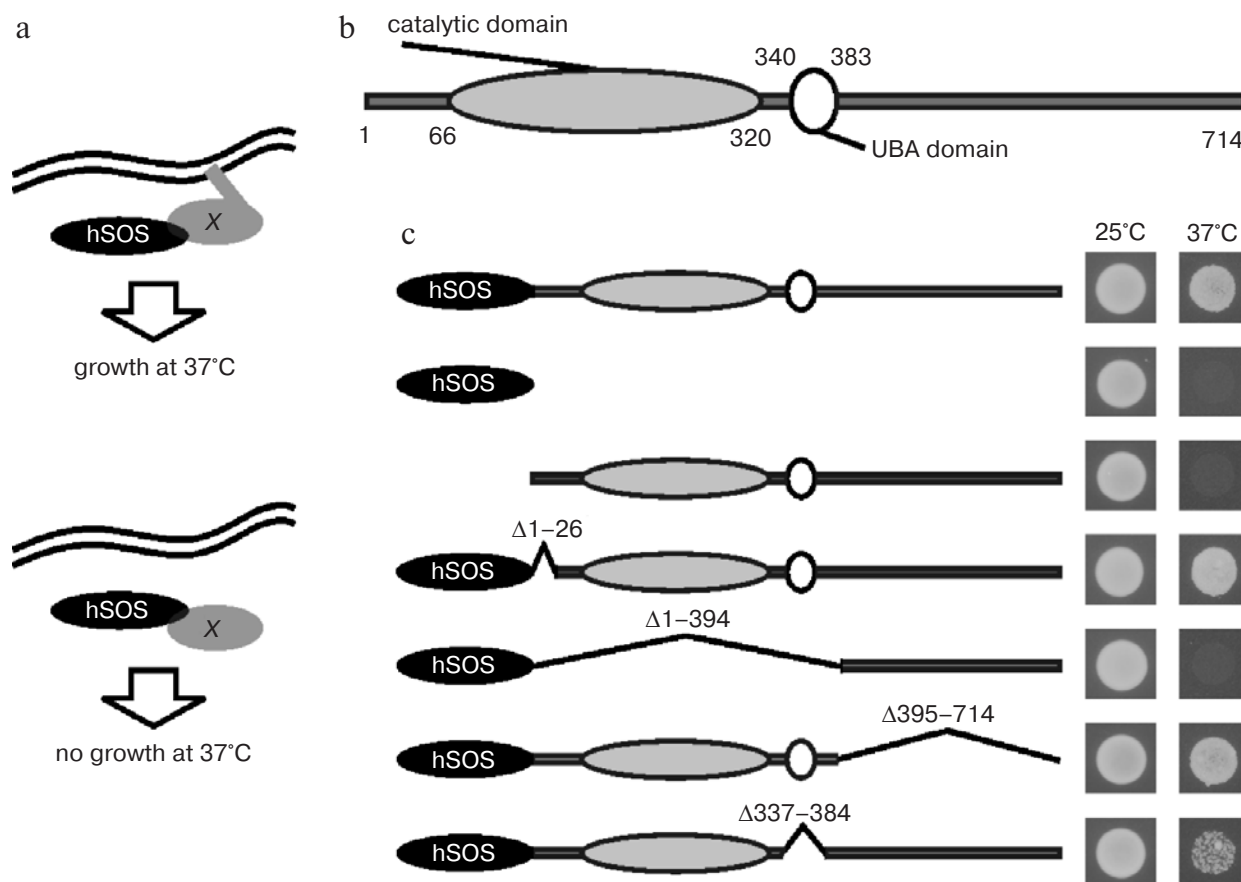 a
hSOS
X
growth at 37°C
hSOS
X
no growth at 37°C
b
catalytic domain
340
383
1
66
320
UBA domain
714
c
25°C
37°C
hSOS
hSOS
Δ1–26
hSOS
Δ1–394
hSOS
Δ395–714
hSOS
Δ337–384
hSOS